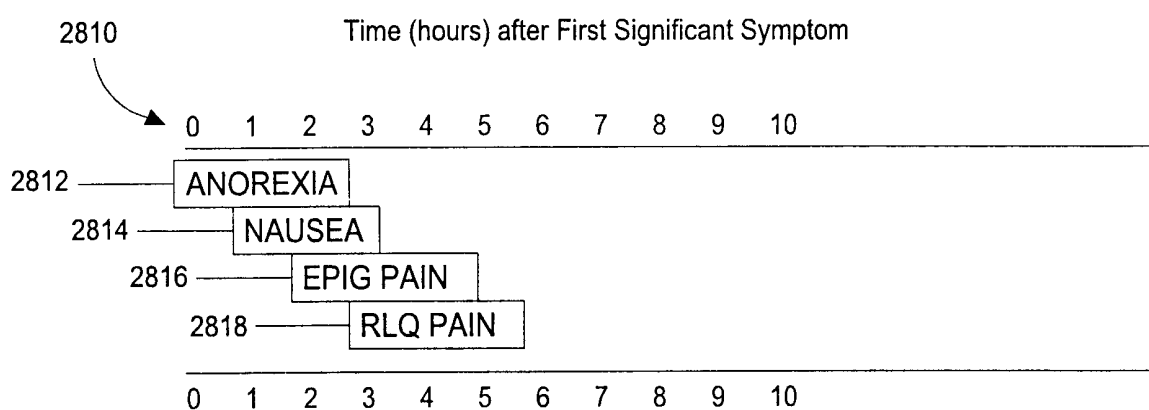 2810 Time (hours) after First Significant Symptom
0 1 2 3 4 5 6 7 8 9 10
2812 ANOREXIA
2814 NAUSEA
2816 EPIG PAIN
2818 RLQ PAIN
0 1 2 3 4 5 6 7 8 9 10